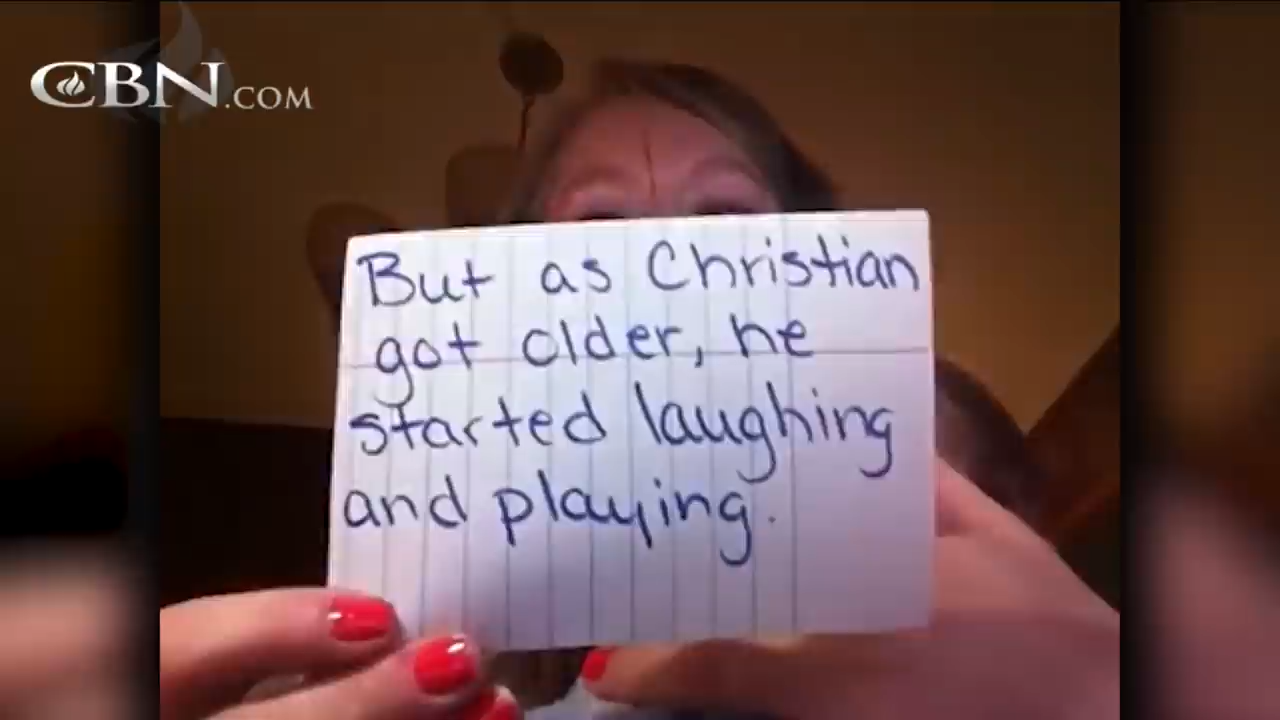 CBN.COM
But as Christian
got older, he
started laughing
and playing.